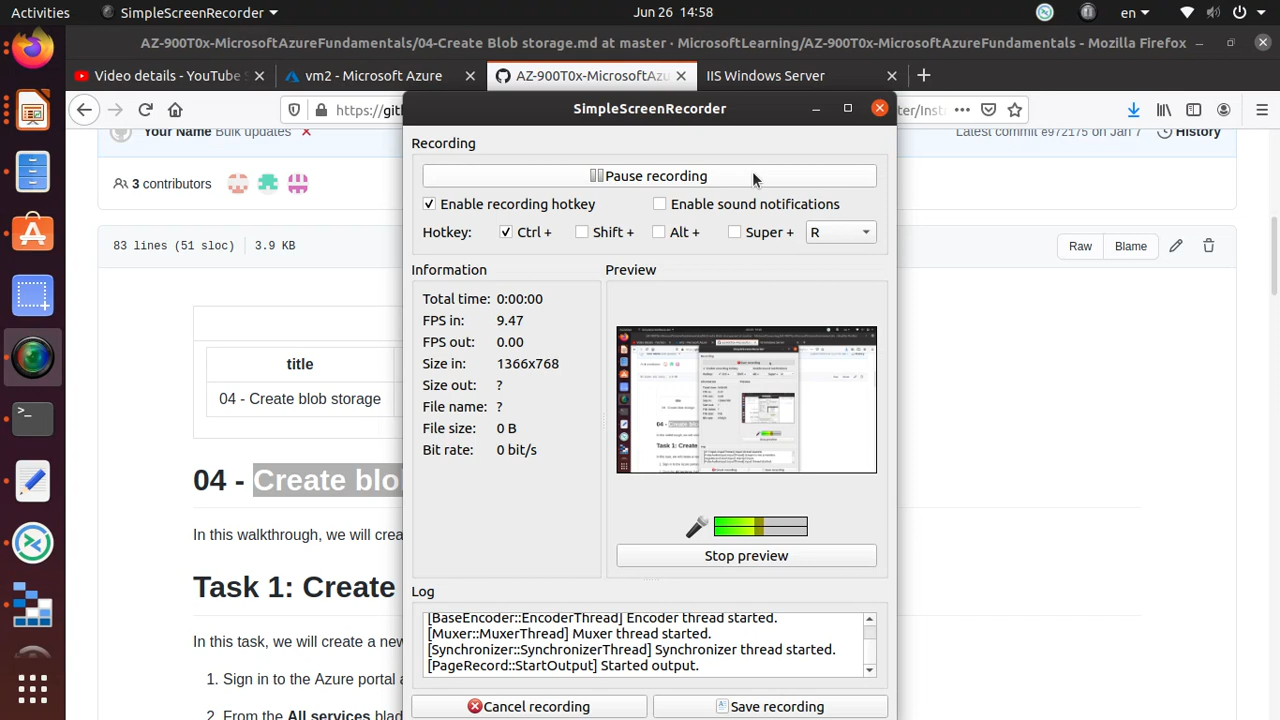 Activities SimpleScreenRecorder Jun 26 14:58 en
AZ-900T0x-MicrosoftAzureFundamentals/04-Create Blob storage.md at master · MicrosoftLearning/AZ-900T0x-MicrosoftAzureFundamentals - Mozilla Firefox
Video details - YouTube S vm2 - Microsoft Azure AZ-900T0x-MicrosoftAzu IIS Windows Server
https://gith ter/Inst
Your Name Bulk updates Latest commit e972175 on Jan 7 History
3 contributors
83 lines (51 sloc) 3.9 KB Raw Blame
title
04 - Create blob storage
04 - Create blo
In this walkthrough, we will crea
Task 1: Create
In this task, we will create a new
1. Sign in to the Azure portal a
2. From the All services blad
SimpleScreenRecorder
Recording
Pause recording
Enable recording hotkey Enable sound notifications
Hotkey: Ctrl + Shift + Alt + Super + R
Information Preview
Total time: 0:00:00
FPS in: 9.47
FPS out: 0.00
Size in: 1366x768
Size out: ?
File name: ?
File size: 0 B
Bit rate: 0 bit/s
Stop preview
Log
[BaseEncoder::EncoderThread] Encoder thread started.
[Muxer::MuxerThread] Muxer thread started.
[Synchronizer::SynchronizerThread] Synchronizer thread started.
[PageRecord::StartOutput] Started output.
Cancel recording Save recording